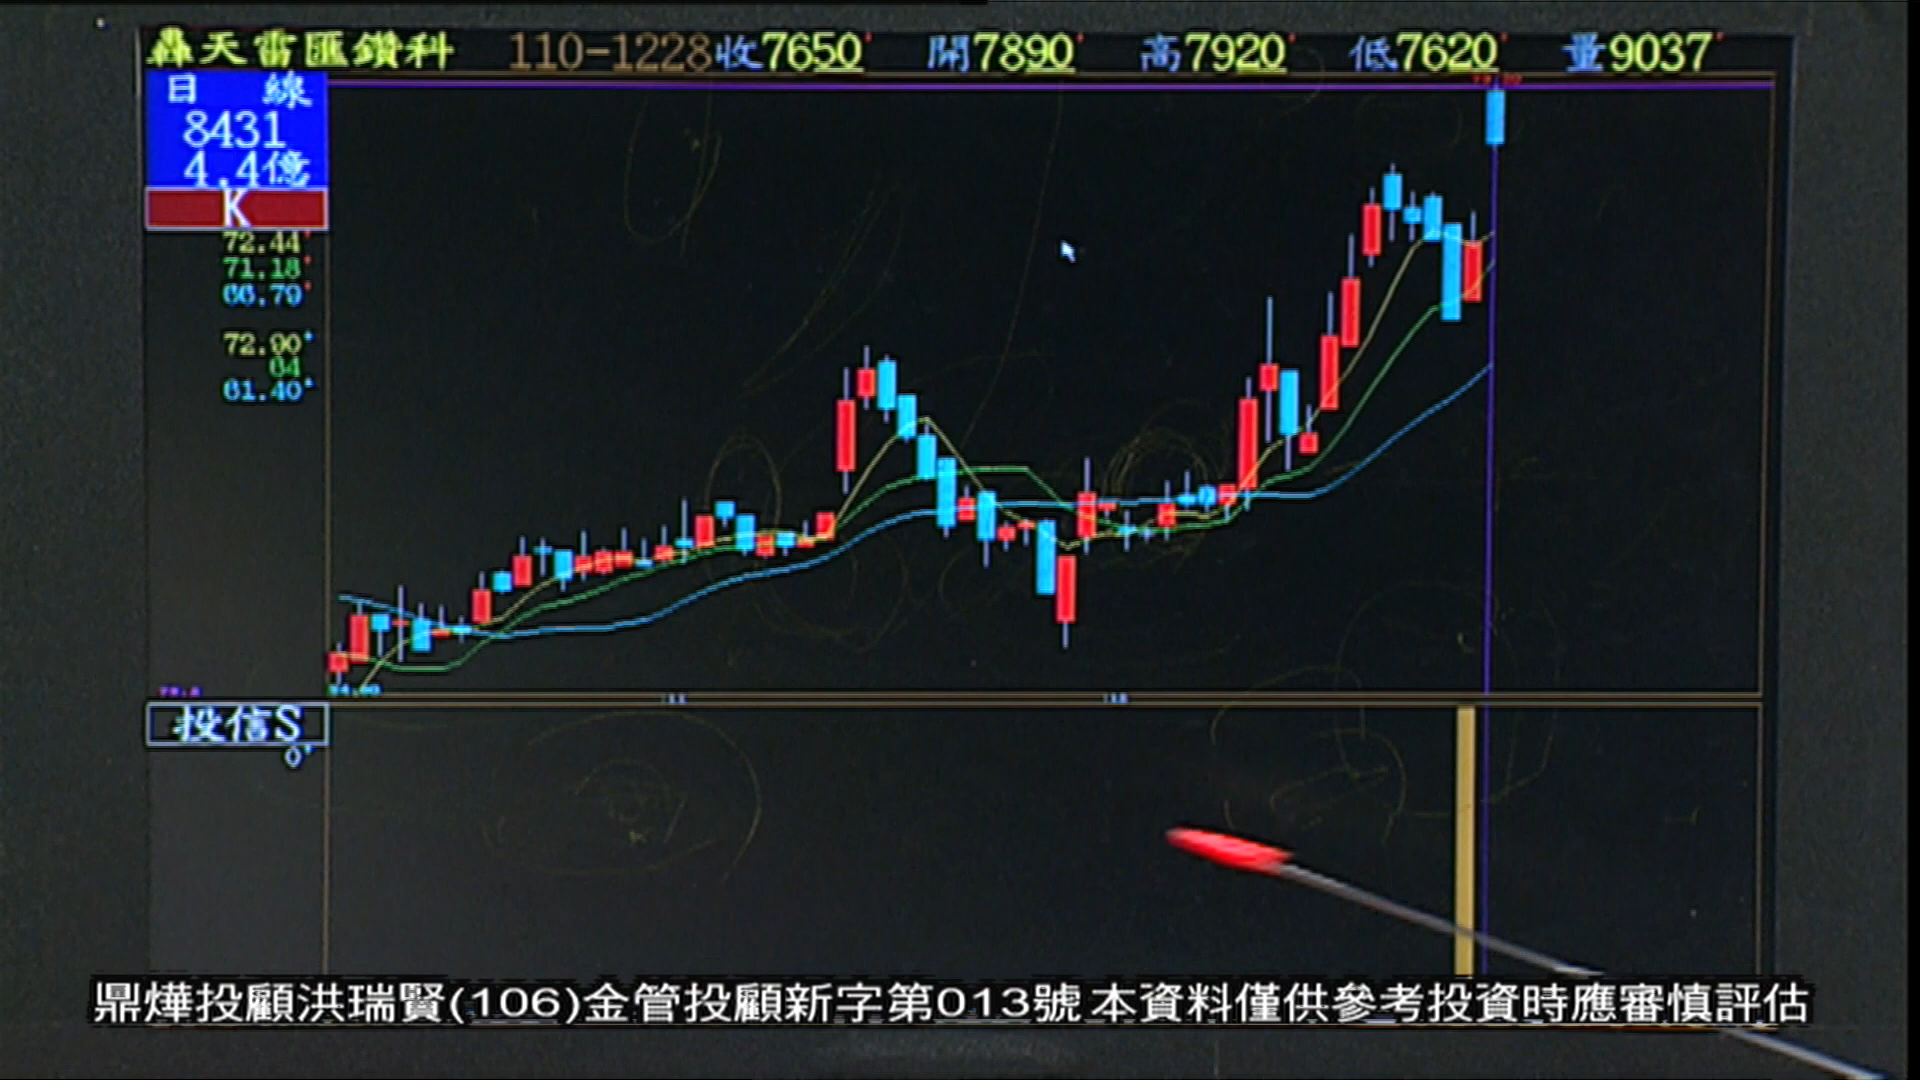 轟天雷匯鑽科 110-1228收7650 開7890 高7920 低7620 量9037
日 線
8431
4.4億
K
72.44
71.18
66.79
72.90
64
61.40
投信S
0
鼎燁投顧洪瑞賢(106)金管投顧新字第013號 本資料僅供參考投資時應審慎評估